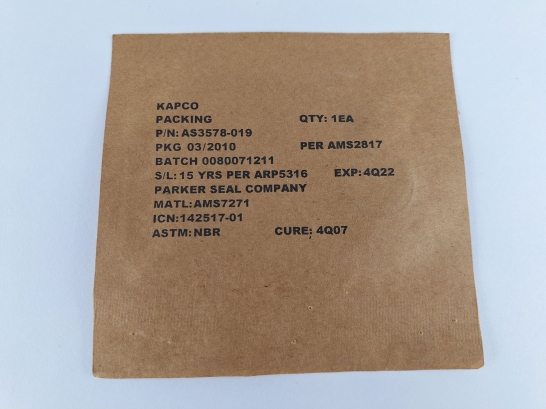 KAPCO
PACKING QTY: 1EA
P/N: AS3578-019
PKG 03/2010 PER AMS2817
BATCH 0080071211
S/L: 15 YRS PER ARP5316 EXP: 4Q22
PARKER SEAL COMPANY
MATL: AMS7271
ICN: 142517-01
ASTM: NBR CURE: 4Q07